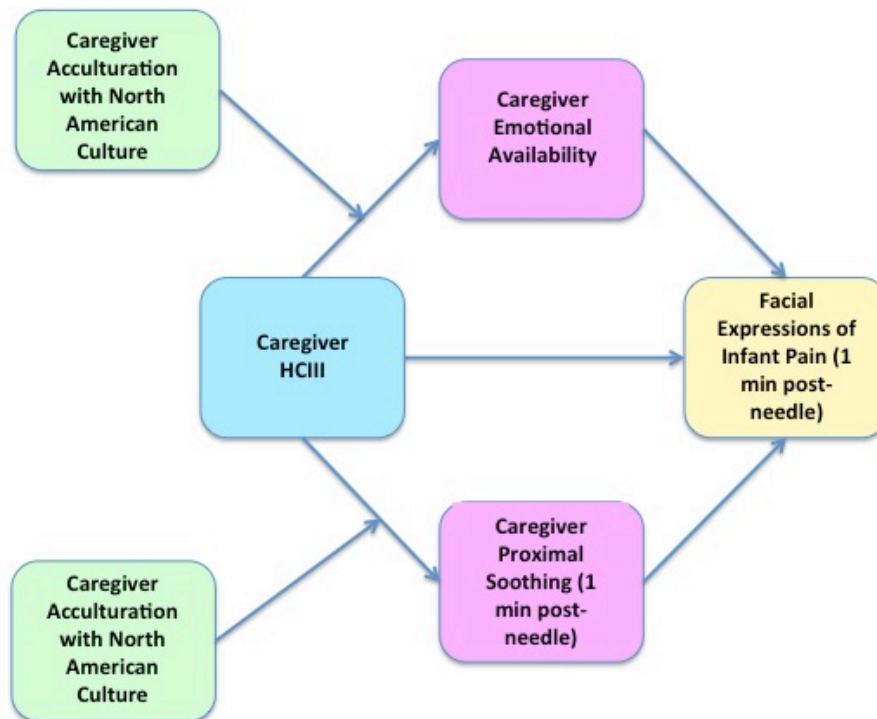 Caregiver
Acculturation
with North
American
Culture
Caregiver
Emotional
Availability
Caregiver
HCIII
Facial
Expressions of
Infant Pain (1
min post-
needle)
Caregiver
Proximal
Soothing (1
min post-
needle)
Caregiver
Acculturation
with North
American
Culture